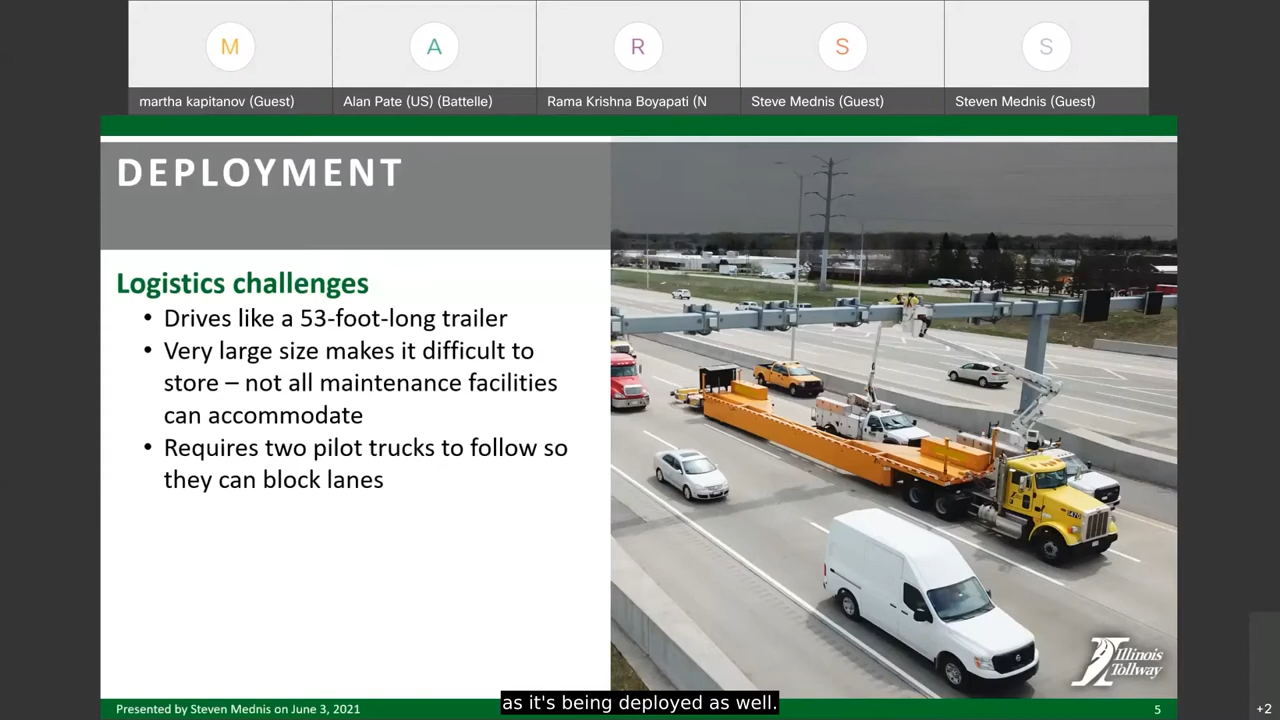 M
A
R
S
S
martha kapitanov (Guest)
Alan Pate (US) (Battelle)
Rama Krishna Boyapati (N
Steve Mednis (Guest)
Steven Mednis (Guest)
DEPLOYMENT
Logistics challenges
• Drives like a 53-foot-long trailer
• Very large size makes it difficult to
store – not all maintenance facilities
can accommodate
• Requires two pilot trucks to follow so
they can block lanes
Illinois
Tollway
as it's being deployed as well.
Presented by Steven Mednis on June 3, 2021
5
+2